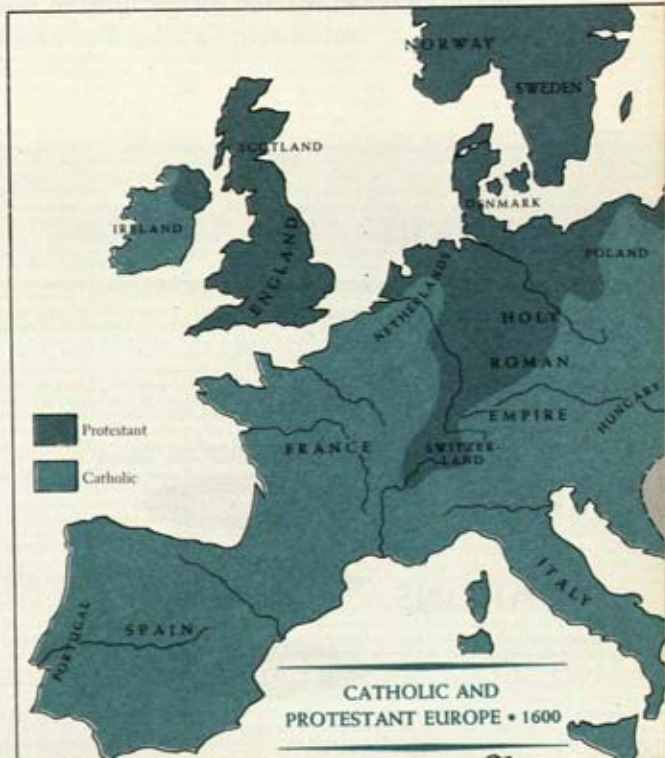 NORWAY
SWEDEN
SCOTLAND
DENMARK
IRELAND
ENGLAND
POLAND
NETHERLANDS
HOLY
ROMAN
EMPIRE
HUNGARY
Protestant
Catholic
FRANCE
SWITZER-
LAND
ITALY
PORTUGAL
SPAIN
CATHOLIC AND
PROTESTANT EUROPE • 1600